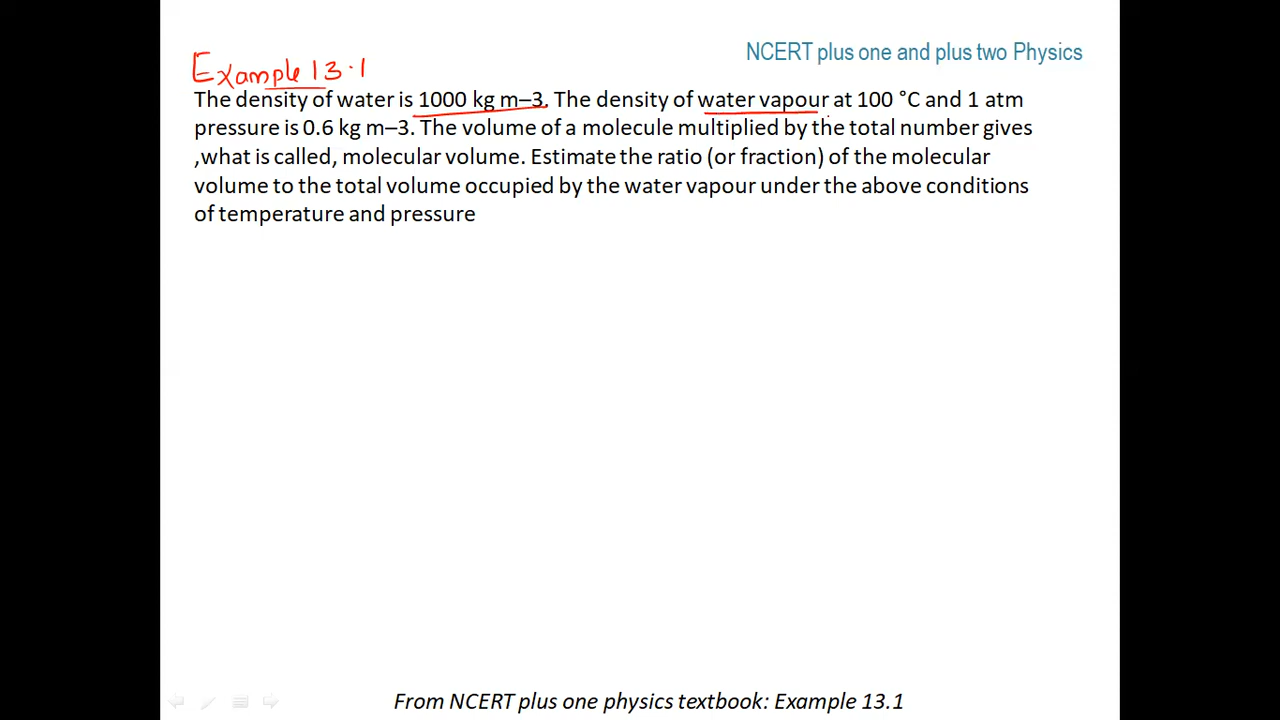 NCERT plus one and plus two Physics
Example 13.1
The density of water is 1000 kg m–3. The density of water vapour at 100 °C and 1 atm
pressure is 0.6 kg m–3. The volume of a molecule multiplied by the total number gives
,what is called, molecular volume. Estimate the ratio (or fraction) of the molecular
volume to the total volume occupied by the water vapour under the above conditions
of temperature and pressure
From NCERT plus one physics textbook: Example 13.1